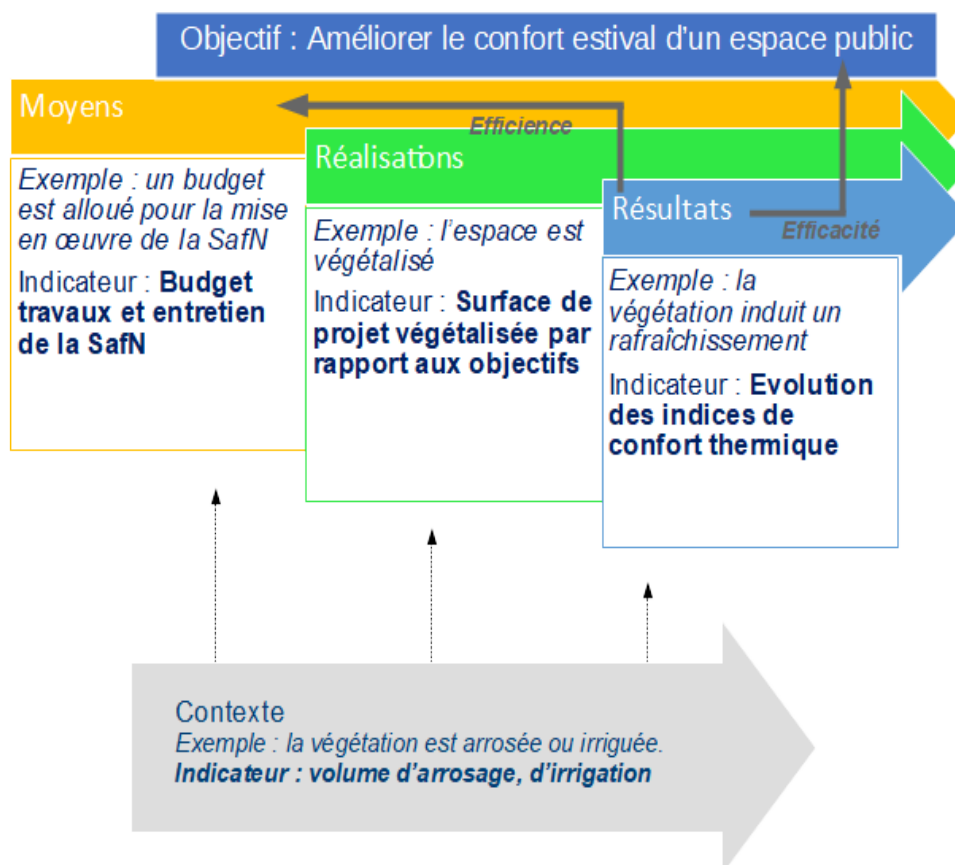 Objectif : Améliorer le confort estival d'un espace public
Moyens
Efficience
Réalisations
Résultats
Efficacité
Exemple : un budget
est alloué pour la mise
en œuvre de la SafN
Indicateur : Budget
travaux et entretien
de la SafN
Exemple : l'espace est
végétalisé
Indicateur : Surface de
projet végétalisée par
rapport aux objectifs
Exemple : la
végétation induit un
rafraîchissement
Indicateur : Evolution
des indices de
confort thermique
Contexte
Exemple : la végétation est arrosée ou irriguée.
Indicateur : volume d'arrosage, d'irrigation